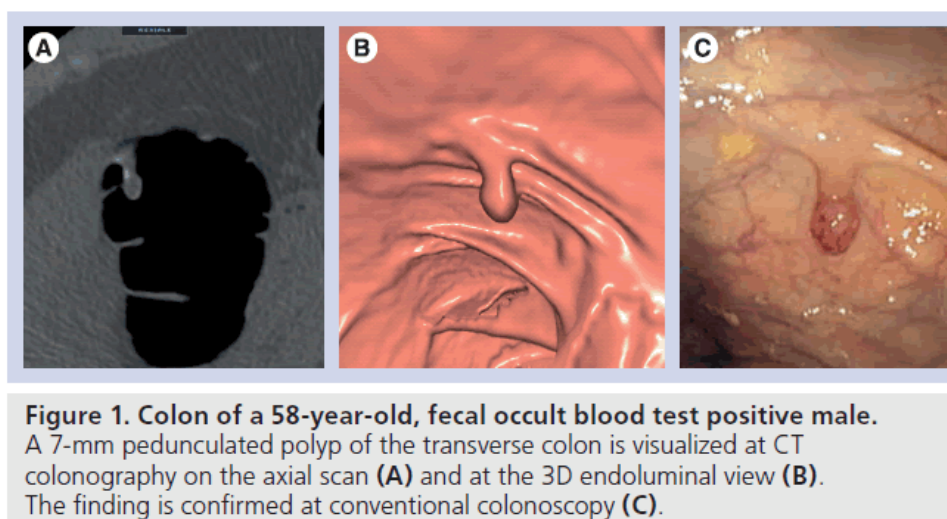 A
B
C
Figure 1. Colon of a 58-year-old, fecal occult blood test positive male.
A 7-mm pedunculated polyp of the transverse colon is visualized at CT
colonography on the axial scan (A) and at the 3D endoluminal view (B).
The finding is confirmed at conventional colonoscopy (C).